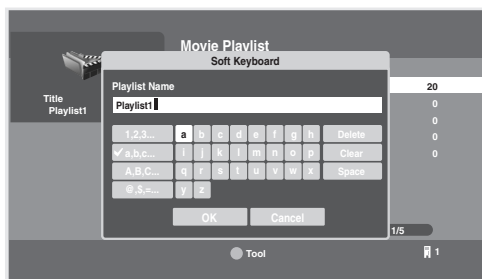 Movie Playlist
Soft Keyboard
Playlist Name
Playlist1
20
Title
Playlist1
0
0
0
0
1,2,3... a b c d e f g h Delete
a,b,c... i j k l m n o p Clear
A,B,C... q r s t u v w x Space
@,$,=... y z
OK Cancel
1/5
Tool
1